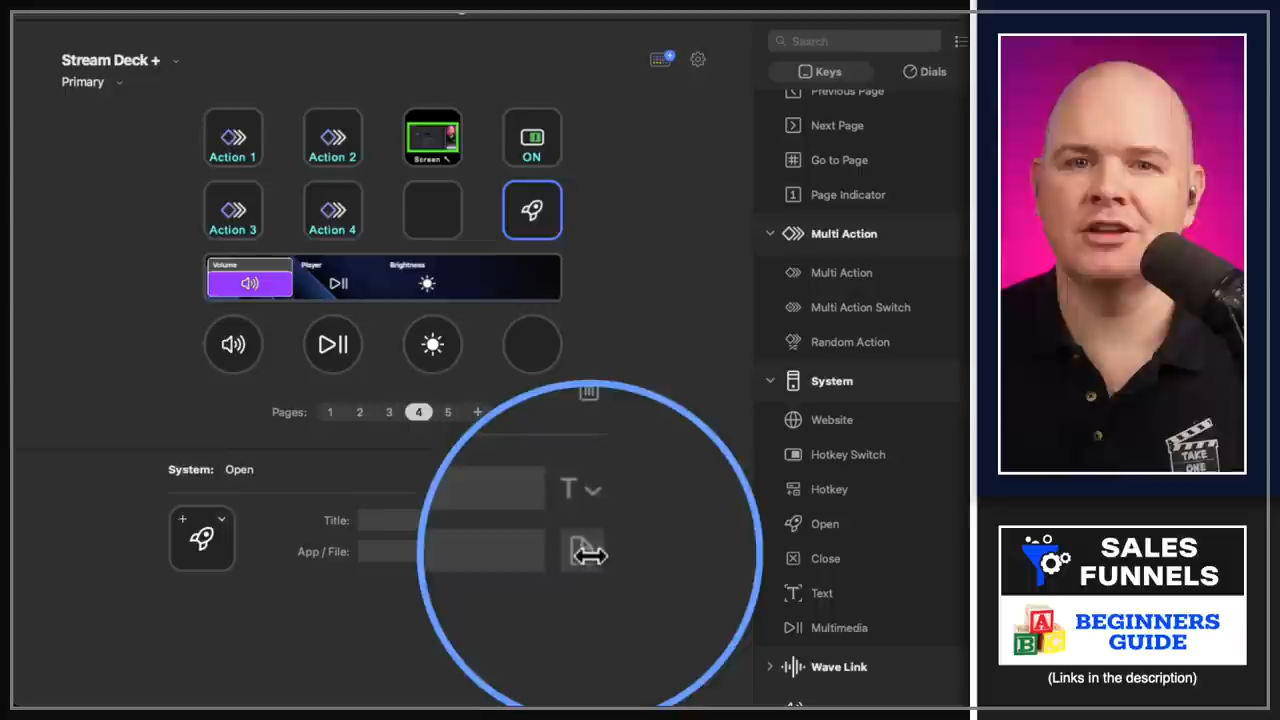 Stream Deck +
Primary
Action 1
Action 2
Screen
ON
Action 3
Action 4
Volume
Player
Brightness
Pages: 1 2 3 4 5 +
System: Open
Title:
T
App / File:
Search
Keys
Dials
Previous Page
Next Page
Go to Page
Page Indicator
Multi Action
Multi Action
Multi Action Switch
Random Action
System
Website
Hotkey Switch
Hotkey
Open
Close
Text
Multimedia
Wave Link
TAKE
ONE
SALES
FUNNELS
A
B
C
BEGINNERS
GUIDE
(Links in the description)